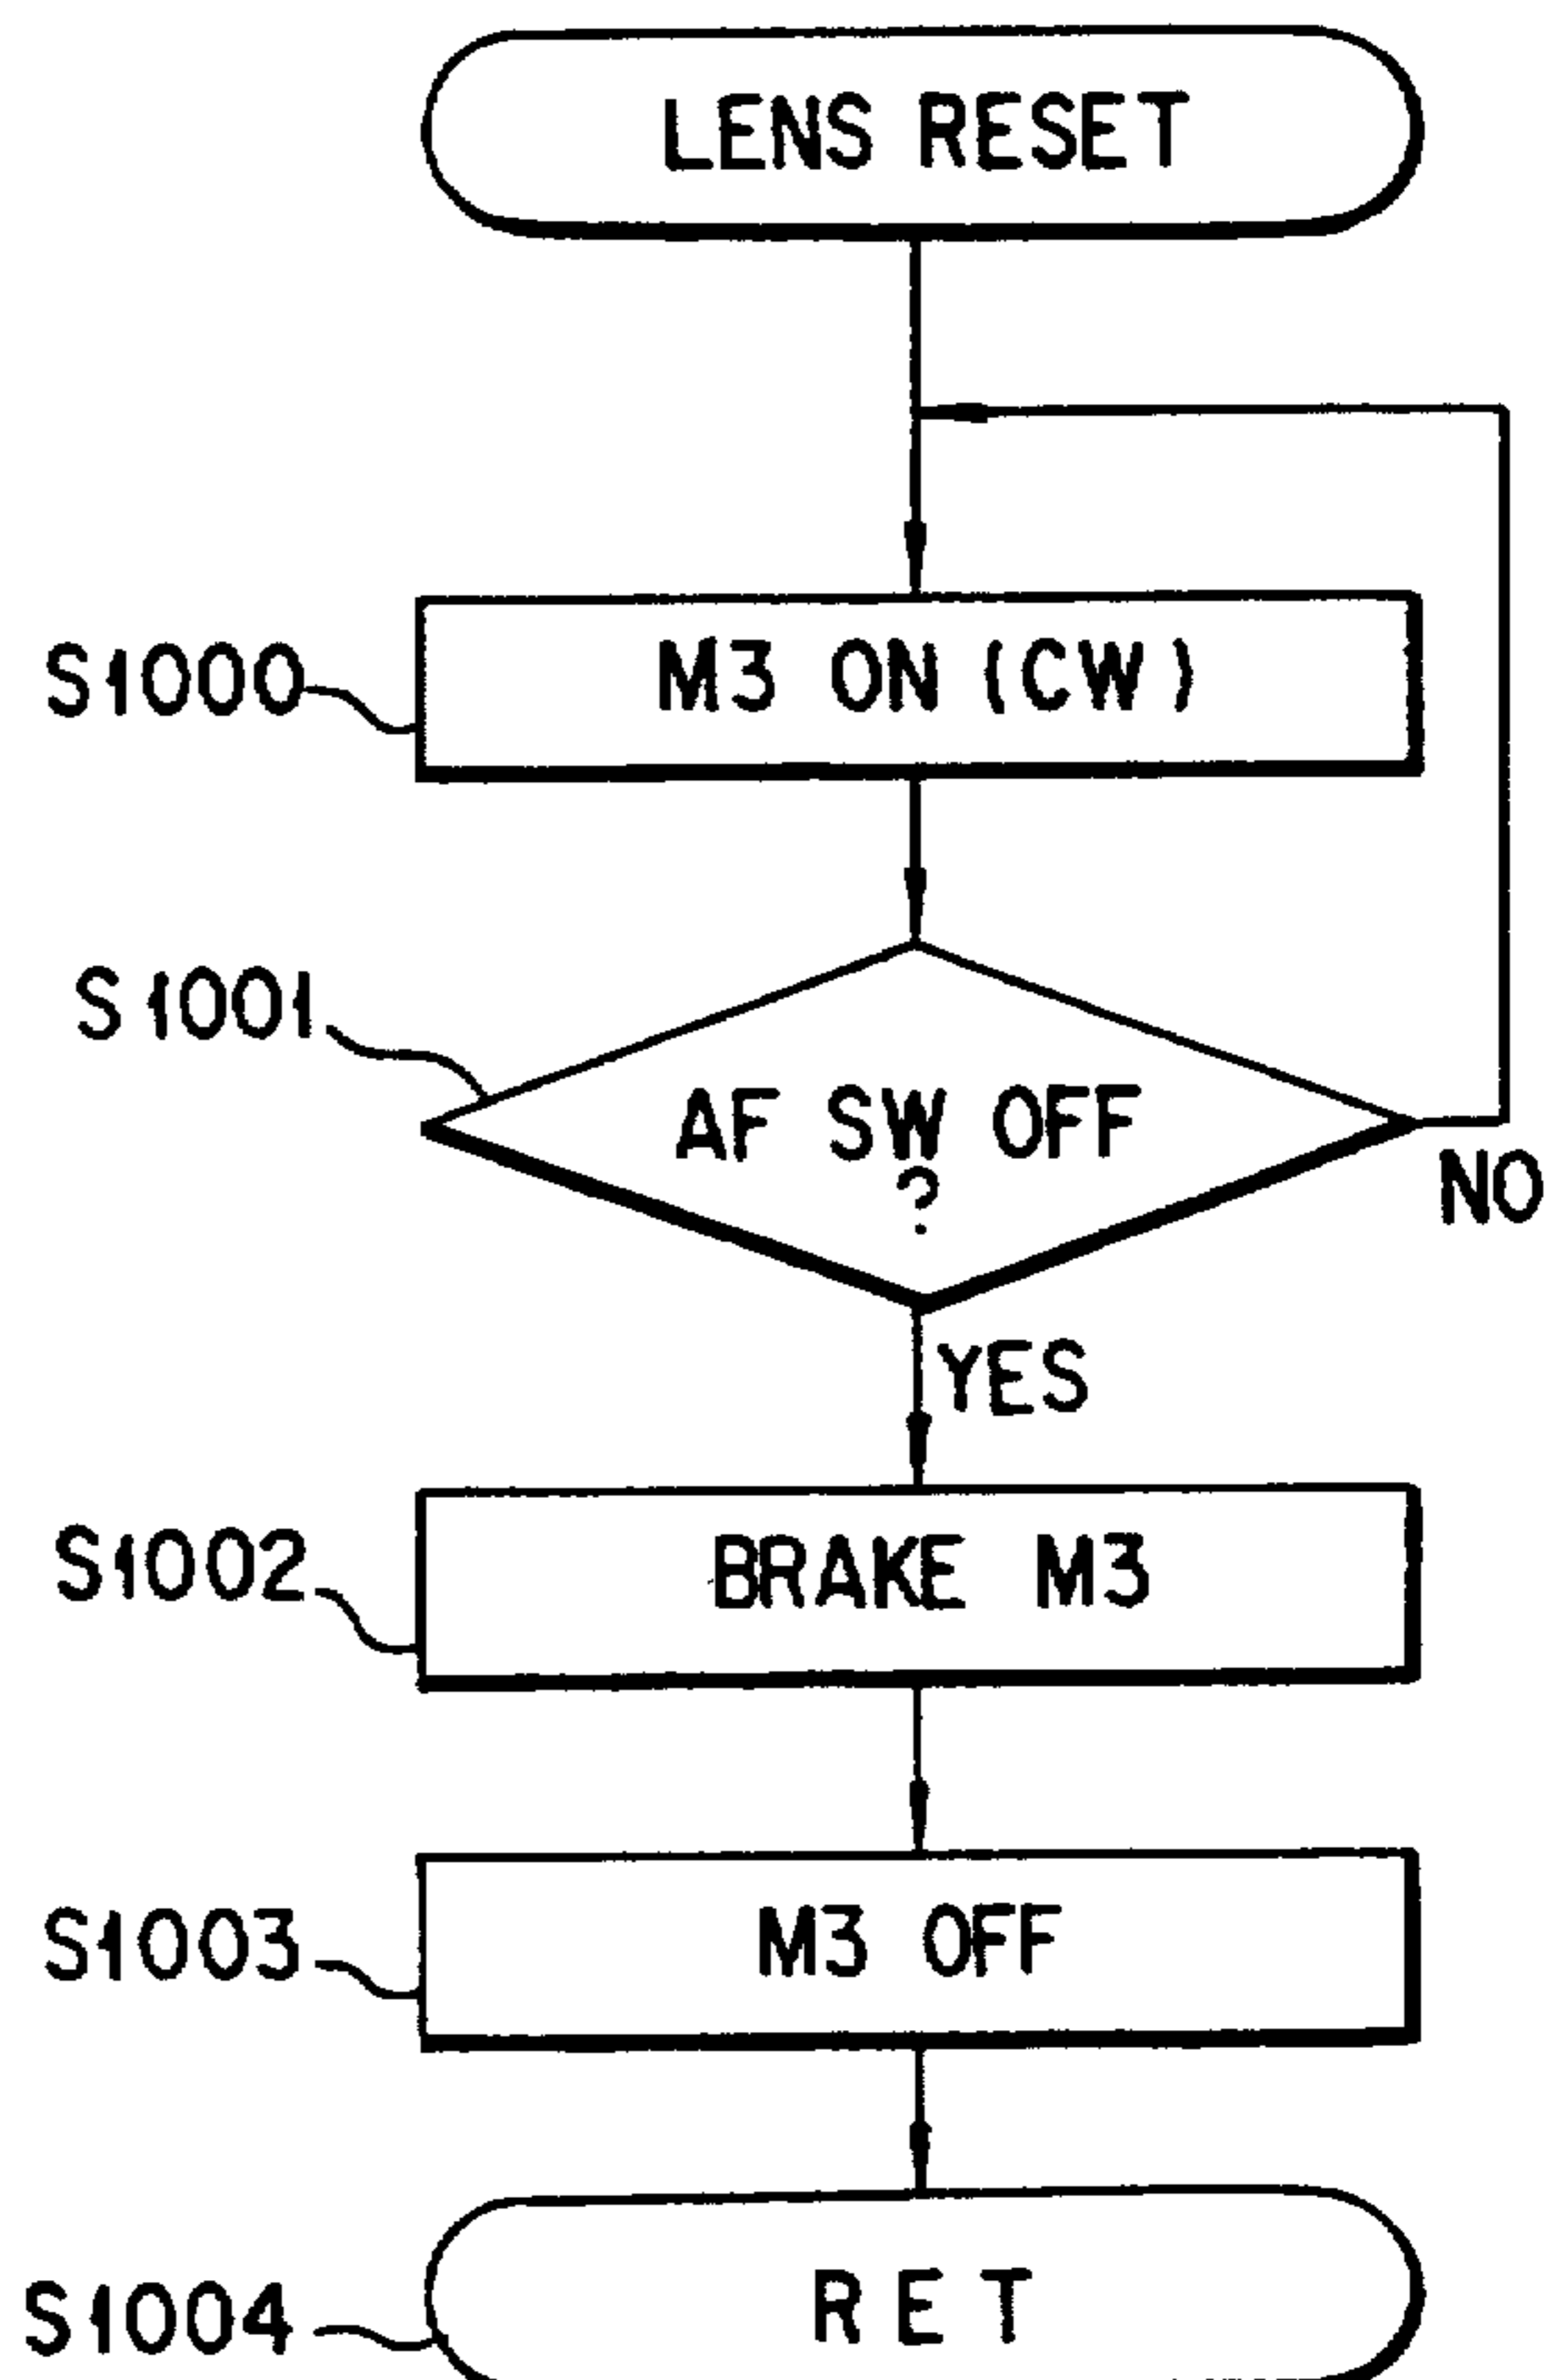 LENS RESET
S1000
M3 ON (CW)
S1001
AF SW OFF
?
NO
YES
S1002
BRAKE M3
S1003
M3 OFF
S1004
RET